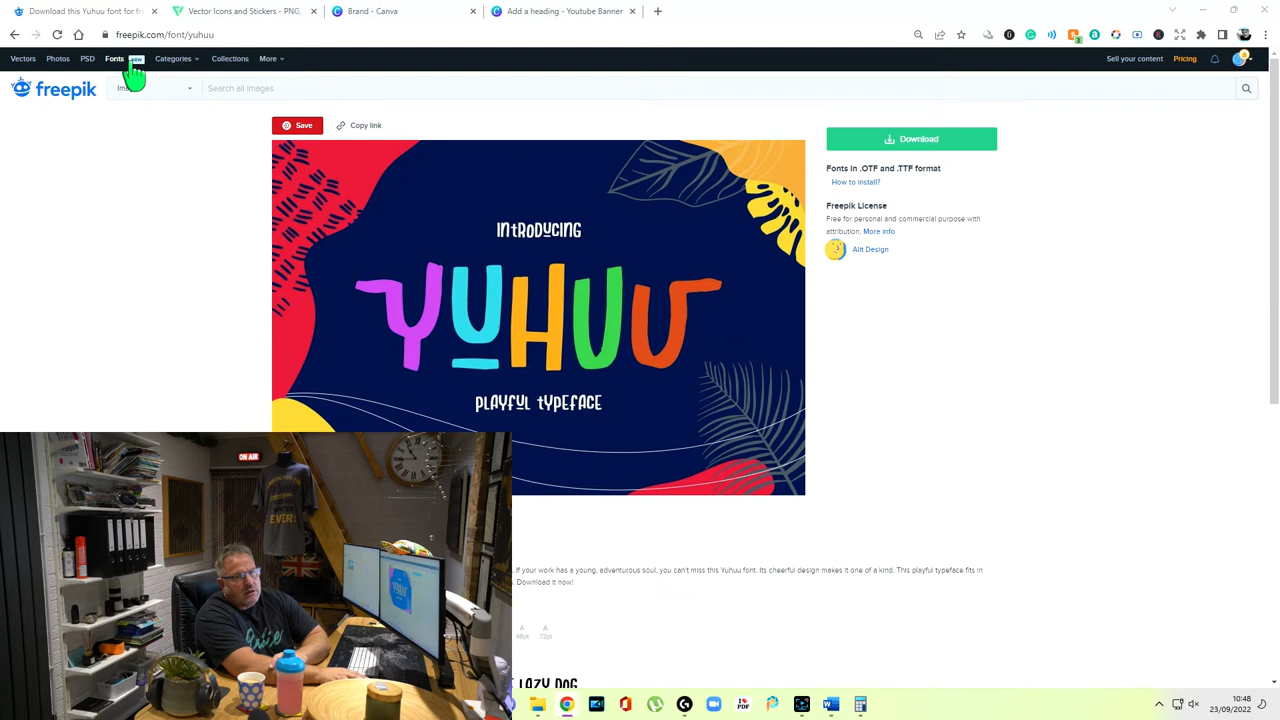 Download this Yuhuu font for fr
Vector Icons and Stickers - PNG,
Brand - Canva
Add a heading - Youtube Banner
freepik.com/font/yuhuu
Vectors
Photos
PSD
Fonts
Categories
Collections
More
Sell your content
Pricing
freepik
Search all images
Save
Copy link
Download
Fonts in .OTF and .TTF format
How to install?
Freepik License
Free for personal and commercial purpose with
attribution. More info
Alit Design
INTRODUCING
YUHUU
PLAYFUL TYPEFACE
ON AIR
EVER!
If your work has a young, adventurous soul, you can't miss this Yuhuu font. Its cheerful design makes it one of a kind. This playful typeface fits in
Download it now!
A
48pt
A
72pt
LAZY DOG
10:48
23/09/2022